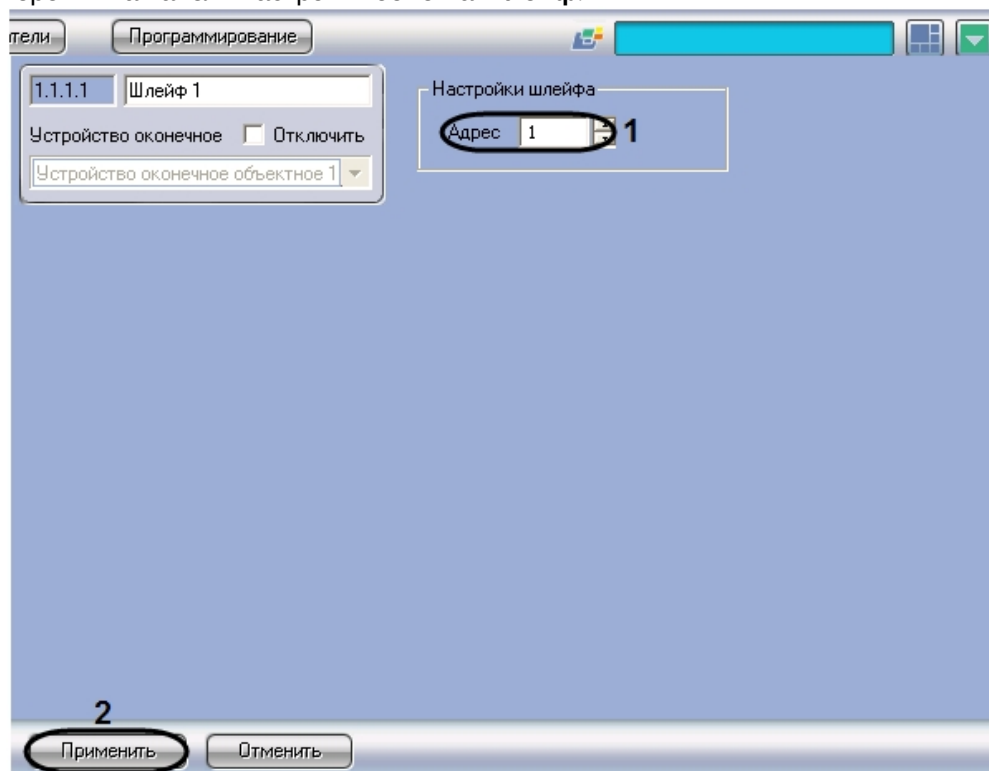 тели Программирование
1.1.1.1 Шлейф 1
Настройки шлейфа
Устройство оконечное Отключить
Адрес 1 1
Устройство оконечное объектное 1
2
Применить Отменить